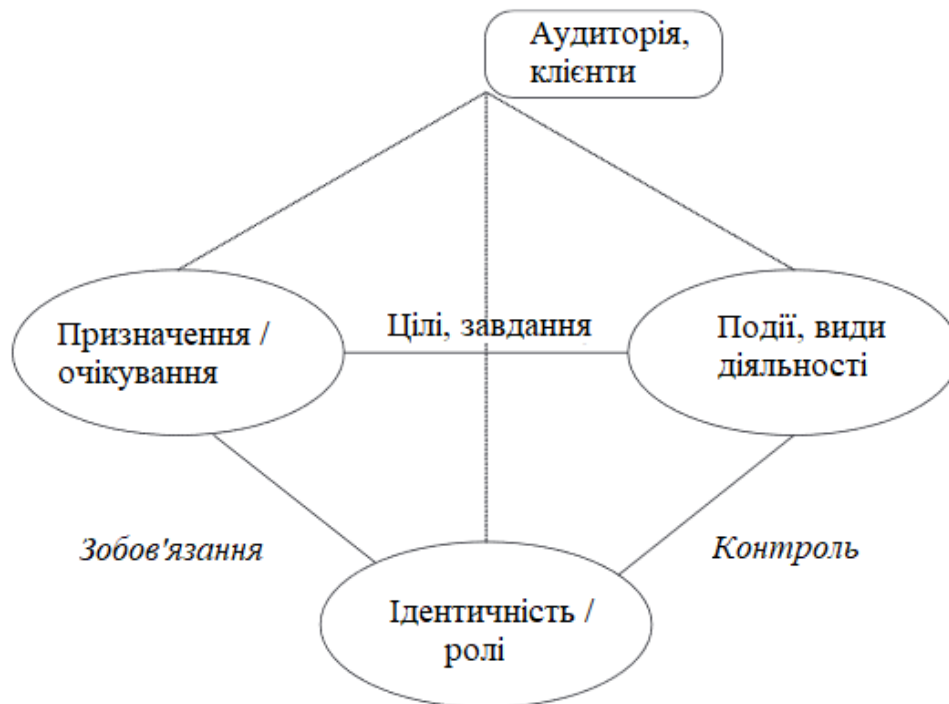 Аудиторія,
клієнти
Призначення /
очікування
Цілі, завдання
Події, види
діяльності
Зобов'язання
Контроль
Ідентичність /
ролі